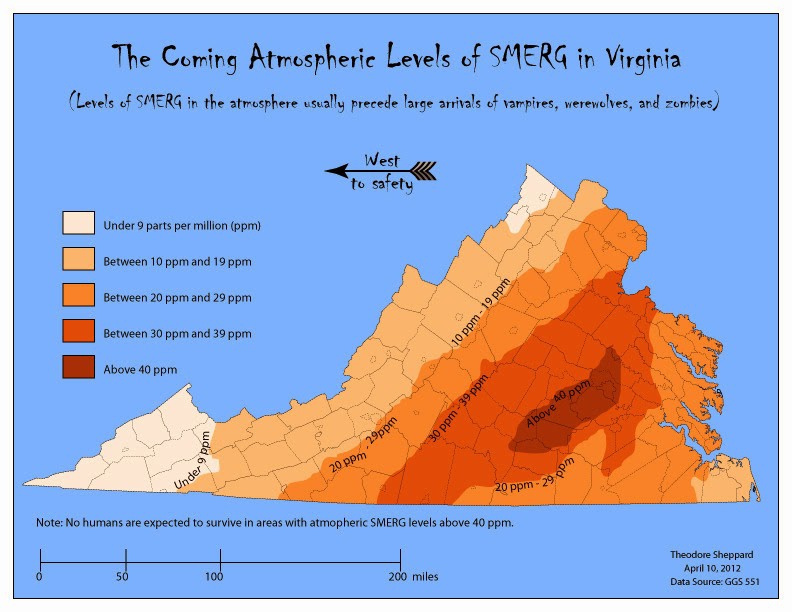 The Coming Atmospheric Levels of SMERG in Virginia
(Levels of SMERG in the atmosphere usually precede large arrivals of vampires, werewolves, and zombies)
West
to safety
Under 9 parts per million (ppm)
Between 10 ppm and 19 ppm
Between 20 ppm and 29 ppm
Between 30 ppm and 39 ppm
Above 40 ppm
10 ppm - 19 ppm
30 ppm - 39 ppm
Above 40 ppm
20 ppm - 29ppm
Under 9 ppm
20 ppm - 29 ppm
Note: No humans are expected to survive in areas with atmopheric SMERG levels above 40 ppm.
0 50 100 200 miles
Theodore Sheppard
April 10, 2012
Data Source: GGS 551